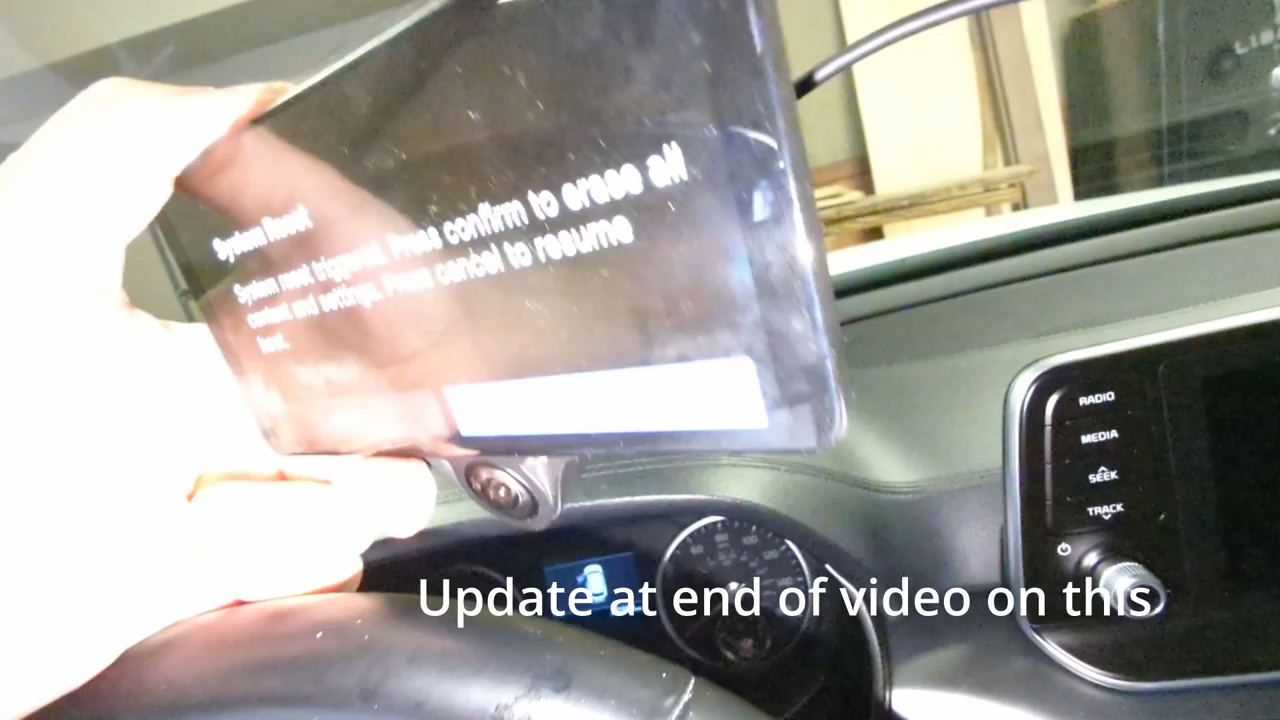 System Reset
System reset triggered. Press confirm to erase all
content and settings. Press cancel to resume
boot.
RADIO
MEDIA
SEEK
TRACK
Update at end of video on this